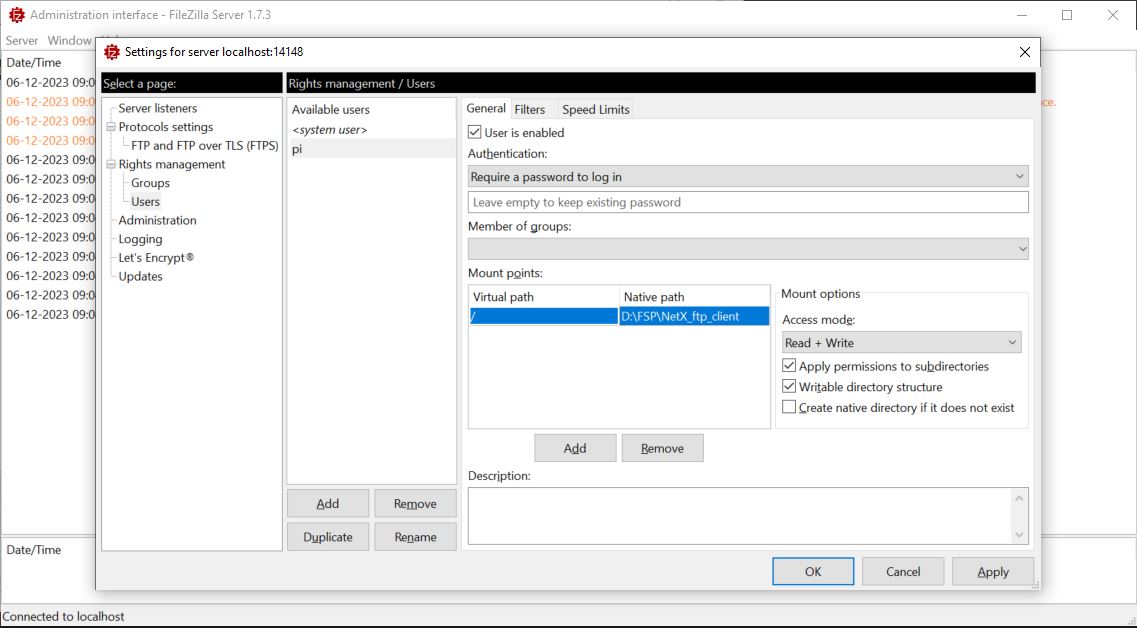 Administration interface - FileZilla Server 1.7.3
Server Window
Settings for server localhost:14148
Select a page:
Server listeners
Protocols settings
FTP and FTP over TLS (FTPS)
Rights management
Groups
Users
Administration
Logging
Let's Encrypt®
Updates
Rights management / Users
Available users
<system user>
pi
Add
Remove
Duplicate
Rename
General Filters Speed Limits
User is enabled
Authentication:
Require a password to log in
Leave empty to keep existing password
Member of groups:
Mount points:
Virtual path Native path
/ D:\FSP\NetX_ftp_client
Add
Remove
Mount options
Access mode:
Read + Write
Apply permissions to subdirectories
Writable directory structure
Create native directory if it does not exist
Description:
OK
Cancel
Apply
Date/Time
06-12-2023 09:0
06-12-2023 09:0
06-12-2023 09:0
06-12-2023 09:0
06-12-2023 09:0
06-12-2023 09:0
06-12-2023 09:0
06-12-2023 09:0
06-12-2023 09:0
06-12-2023 09:0
06-12-2023 09:0
06-12-2023 09:0
06-12-2023 09:0
ce.
Date/Time
Connected to localhost